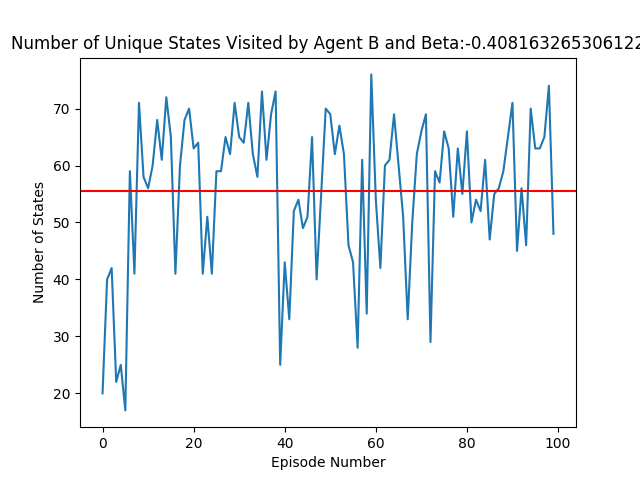 Number of Unique States Visited by Agent B and Beta:-0.408163265306122
70
60
50
40
30
20
Number of States
0 20 40 60 80 100
Episode Number